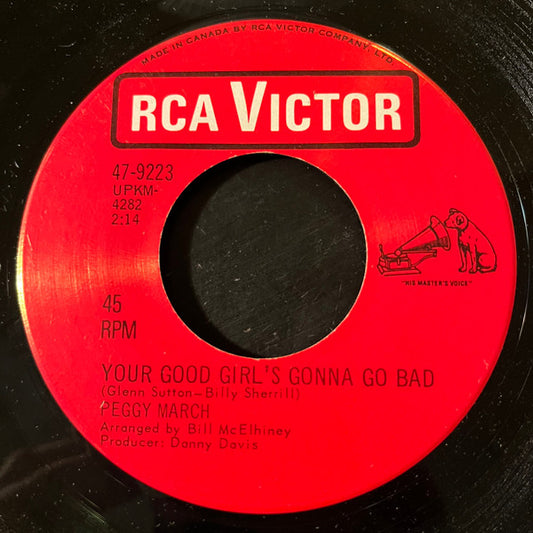 MADE IN CANADA BY RCA VICTOR COMPANY, LTD.
RCA VICTOR
47-9223
UPKM-
4282
2:14
"HIS MASTER'S VOICE"
45
RPM
YOUR GOOD GIRL'S GONNA GO BAD
(Glenn Sutton-Billy Sherrill)
PEGGY MARCH
Arranged by Bill McElhiney
Producer: Danny Davis